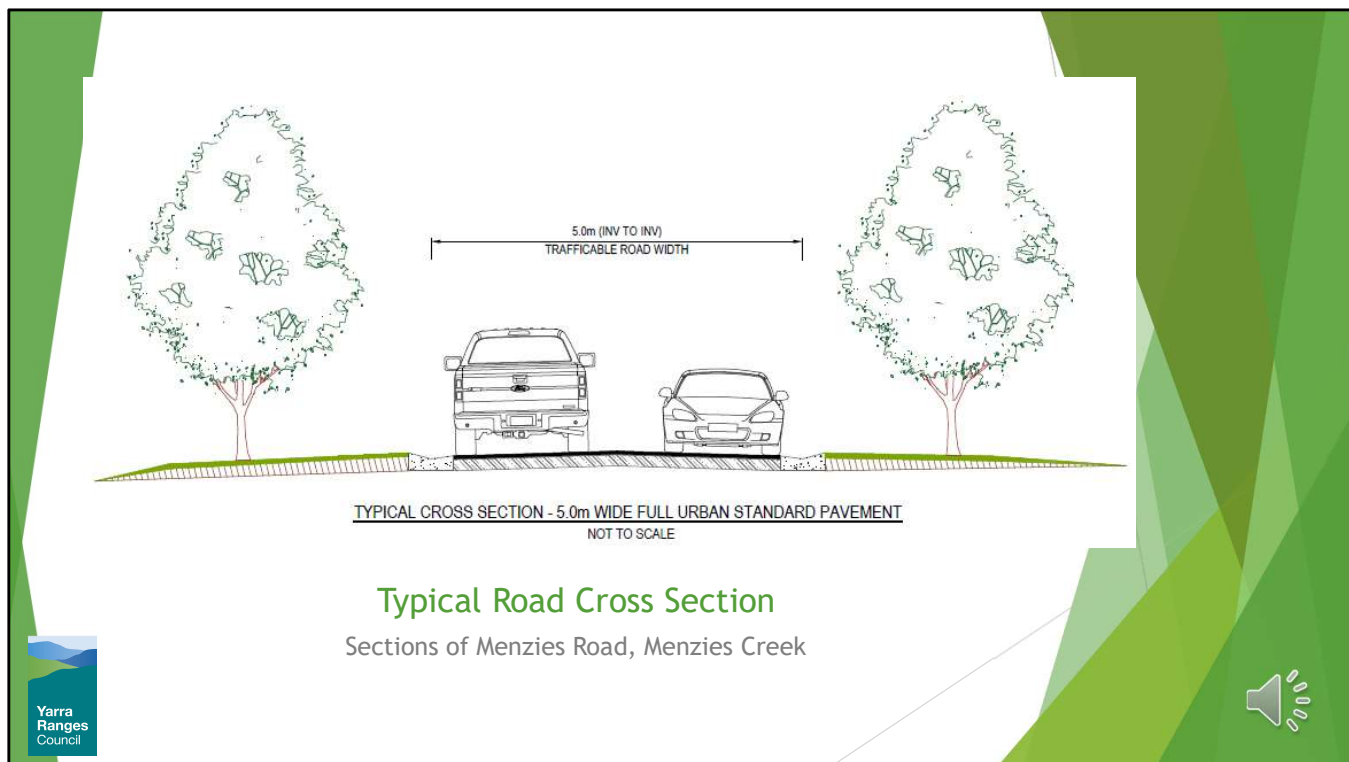 5.0m (INV TO INV)
TRAFFICABLE ROAD WIDTH
TYPICAL CROSS SECTION - 5.0m WIDE FULL URBAN STANDARD PAVEMENT
NOT TO SCALE
Typical Road Cross Section
Sections of Menzies Road, Menzies Creek
Yarra
Ranges
Council